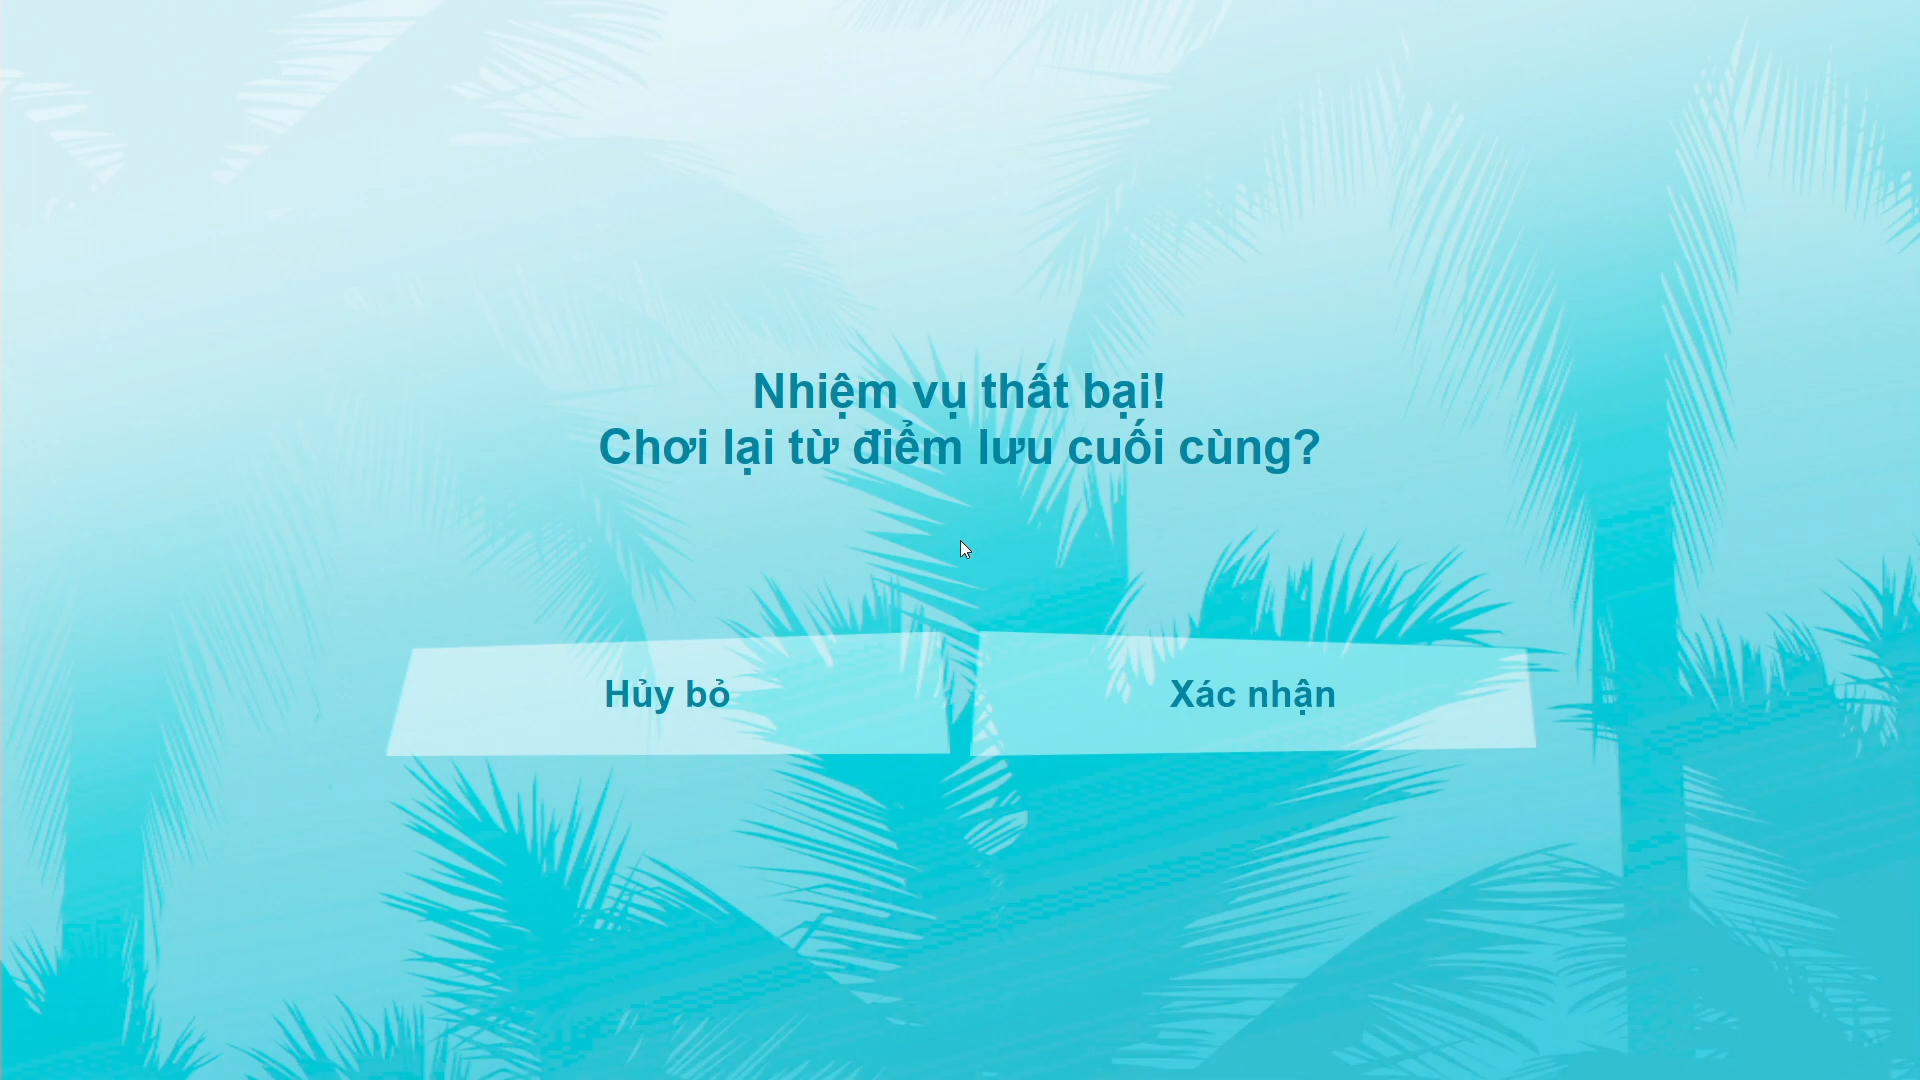 Nhiệm vụ thất bại!
Chơi lại từ điểm lưu cuối cùng?
Hủy bỏ
Xác nhận